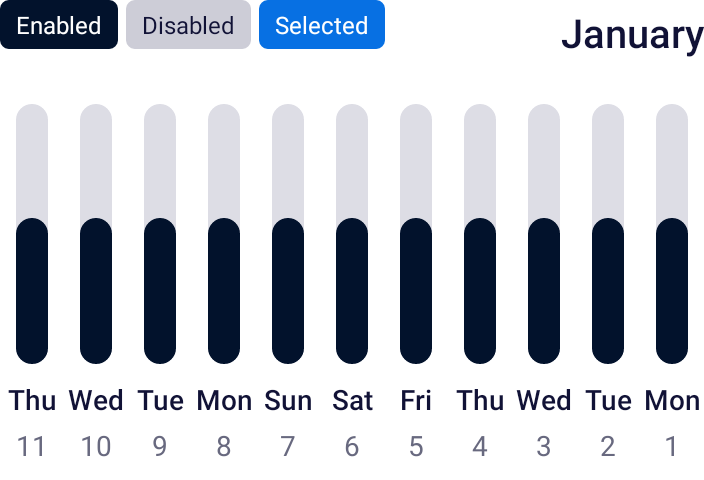 Enabled Disabled Selected January
Thu Wed Tue Mon Sun Sat Fri Thu Wed Tue Mon
11 10 9 8 7 6 5 4 3 2 1